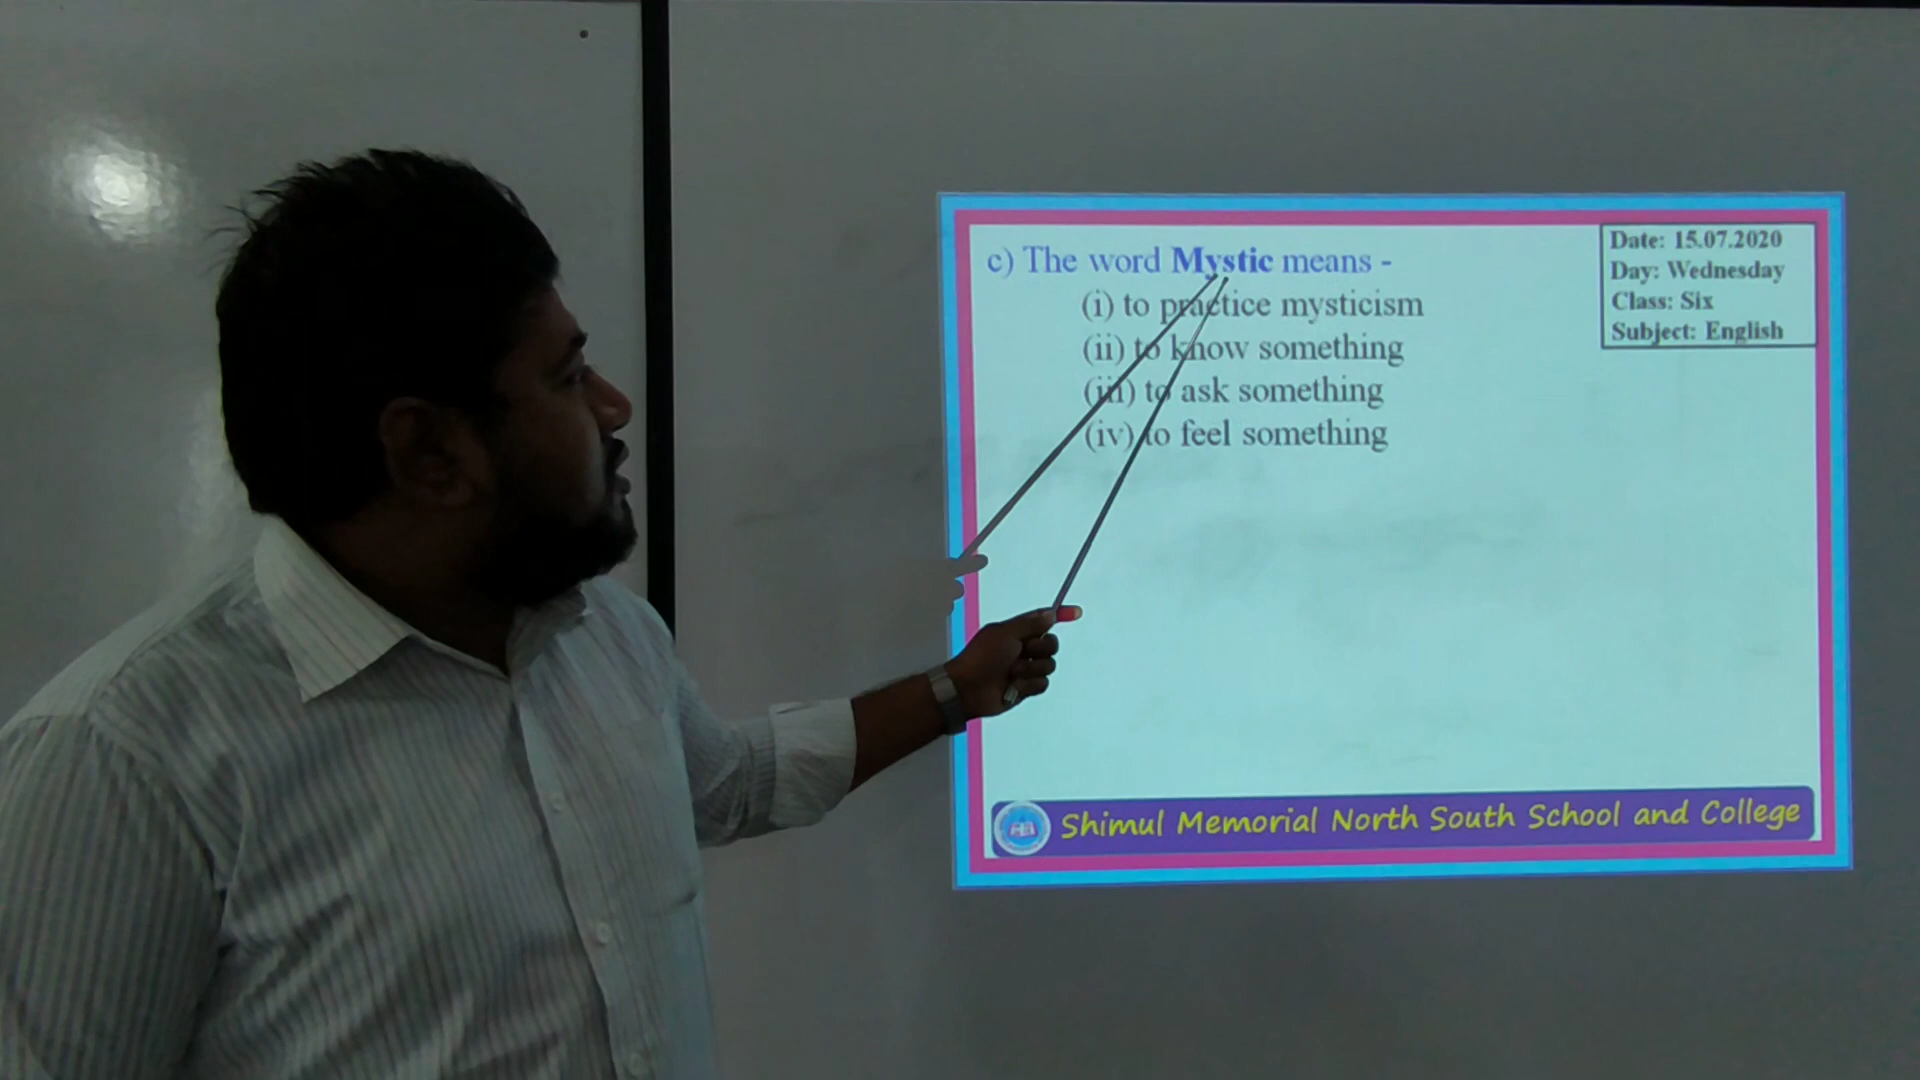 c) The word Mystic means -
(i) to practice mysticism
(ii) to know something
(iii) to ask something
(iv) to feel something
Date: 15.07.2020
Day: Wednesday
Class: Six
Subject: English
Shimul Memorial North South School and College